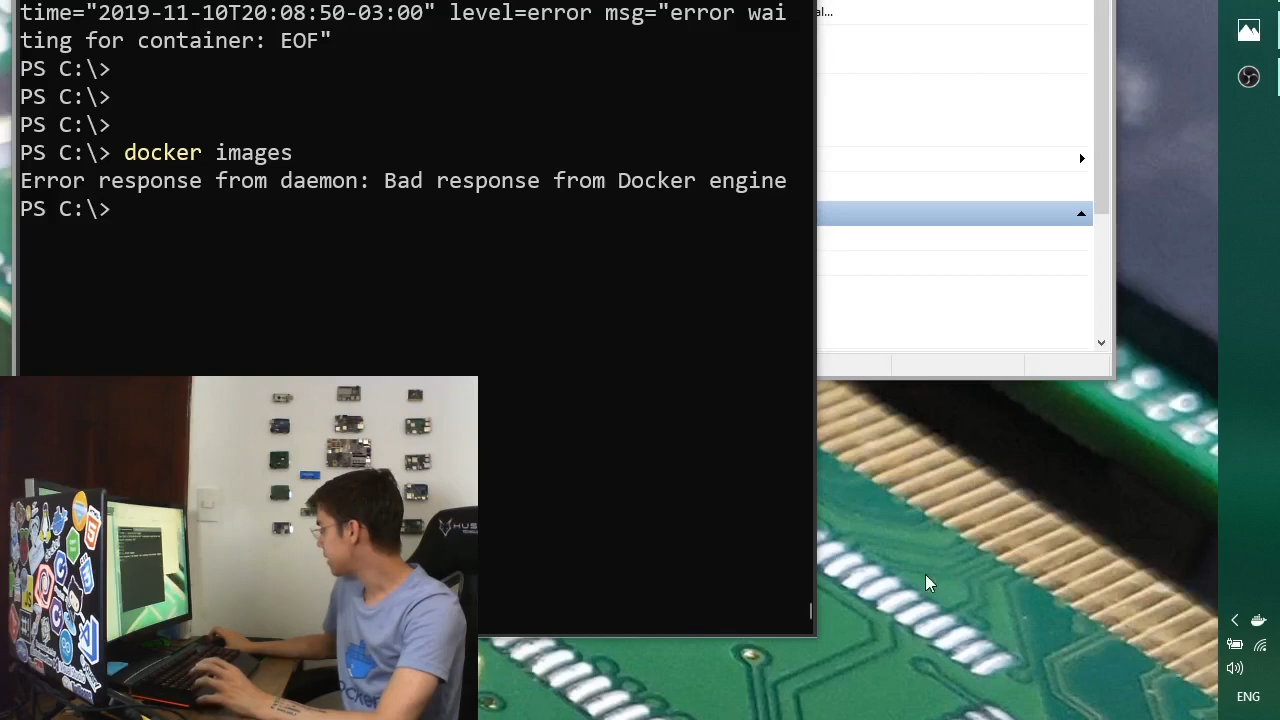 time="2019-11-10T20:08:50-03:00" level=error msg="error wai
ting for container: EOF"
PS C:\>
PS C:\>
PS C:\>
PS C:\> docker images
Error response from daemon: Bad response from Docker engine
PS C:\>
al...
ENG